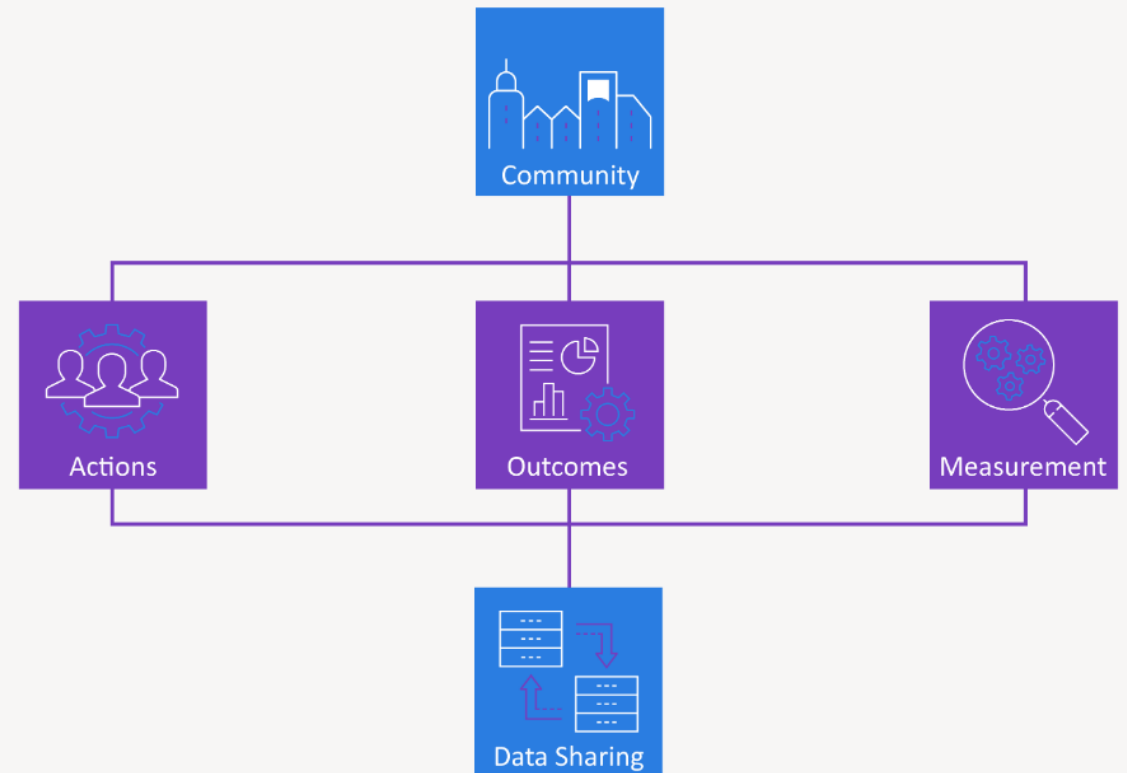 Community
Actions
Outcomes
Measurement
Data Sharing